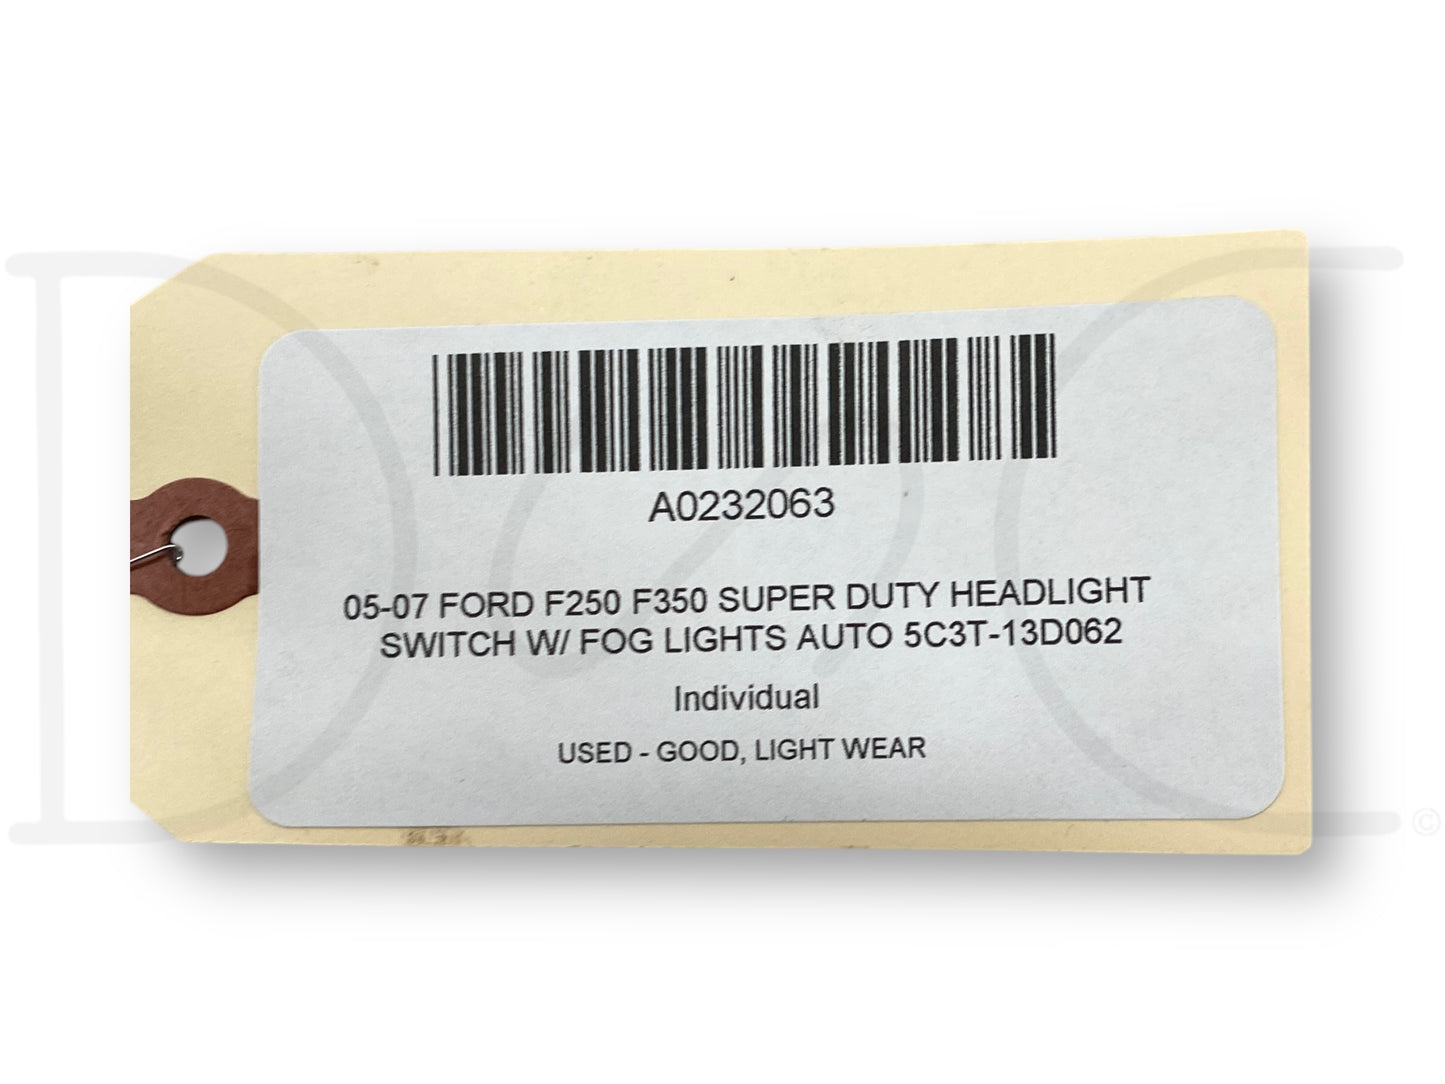 A0232063
05-07 FORD F250 F350 SUPER DUTY HEADLIGHT
SWITCH W/ FOG LIGHTS AUTO 5C3T-13D062
Individual
USED - GOOD, LIGHT WEAR
©